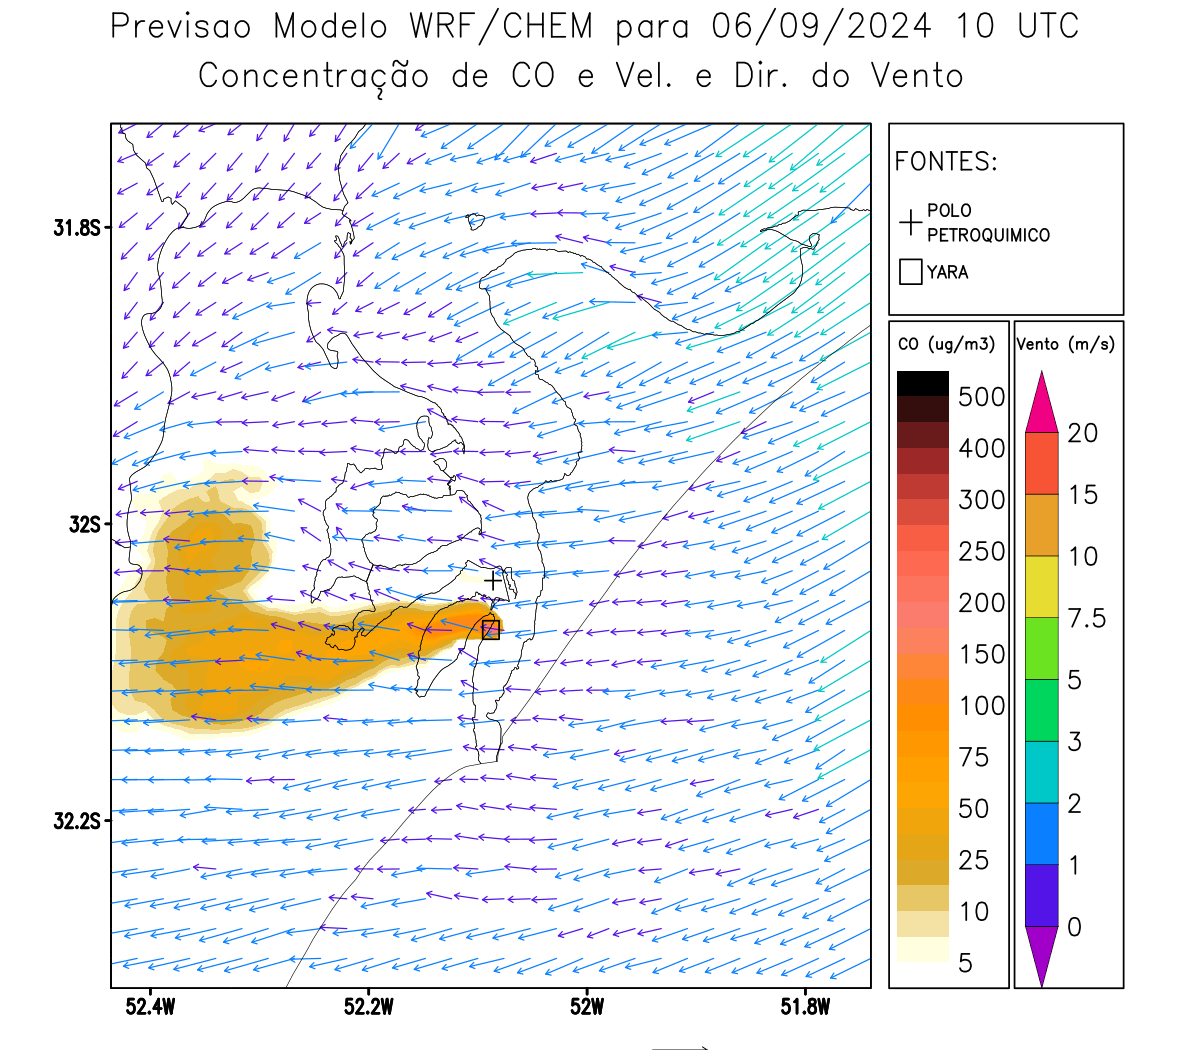 Previsao Modelo WRF/CHEM para 06/09/2024 10 UTC
Concentração de CO e Vel. e Dir. do Vento
FONTES:
POLO
PETROQUIMICO
YARA
CO (ug/m3)
500
400
300
250
200
150
100
75
50
25
10
5
Vento (m/s)
20
15
10
7.5
5
3
2
1
0
31.8S
32S
32.2S
52.4W
52.2W
52W
51.8W